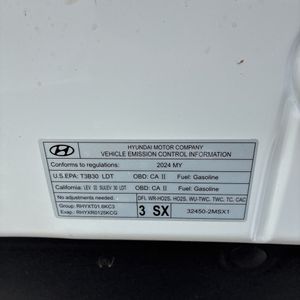 HYUNDAI MOTOR COMPANY
VEHICLE EMISSION CONTROL INFORMATION
Conforms to regulations: 2024 MY
U.S.EPA: T3B30 LDT OBD: CA II Fuel: Gasoline
California: LEV III SULEV 30 LDT OBD: CA II Fuel: Gasoline
No adjustments needed. DFI, WR-HO2S, HO2S, WU-TWC, TWC, TC, CAC
Group: RHYXT01.6KC3 3 SX 32450-2MSX1
Evap: RHYXR0125KCG